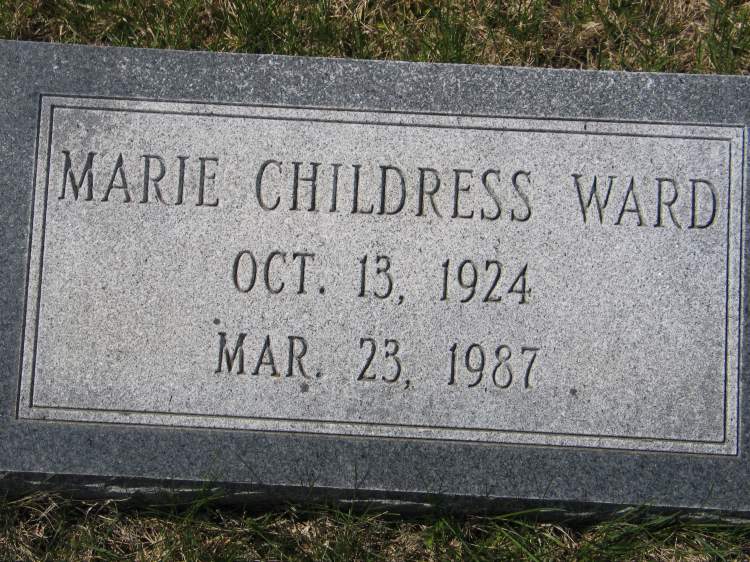 MARIE CHILDRESS WARD
OCT. 13, 1924
MAR. 23, 1987